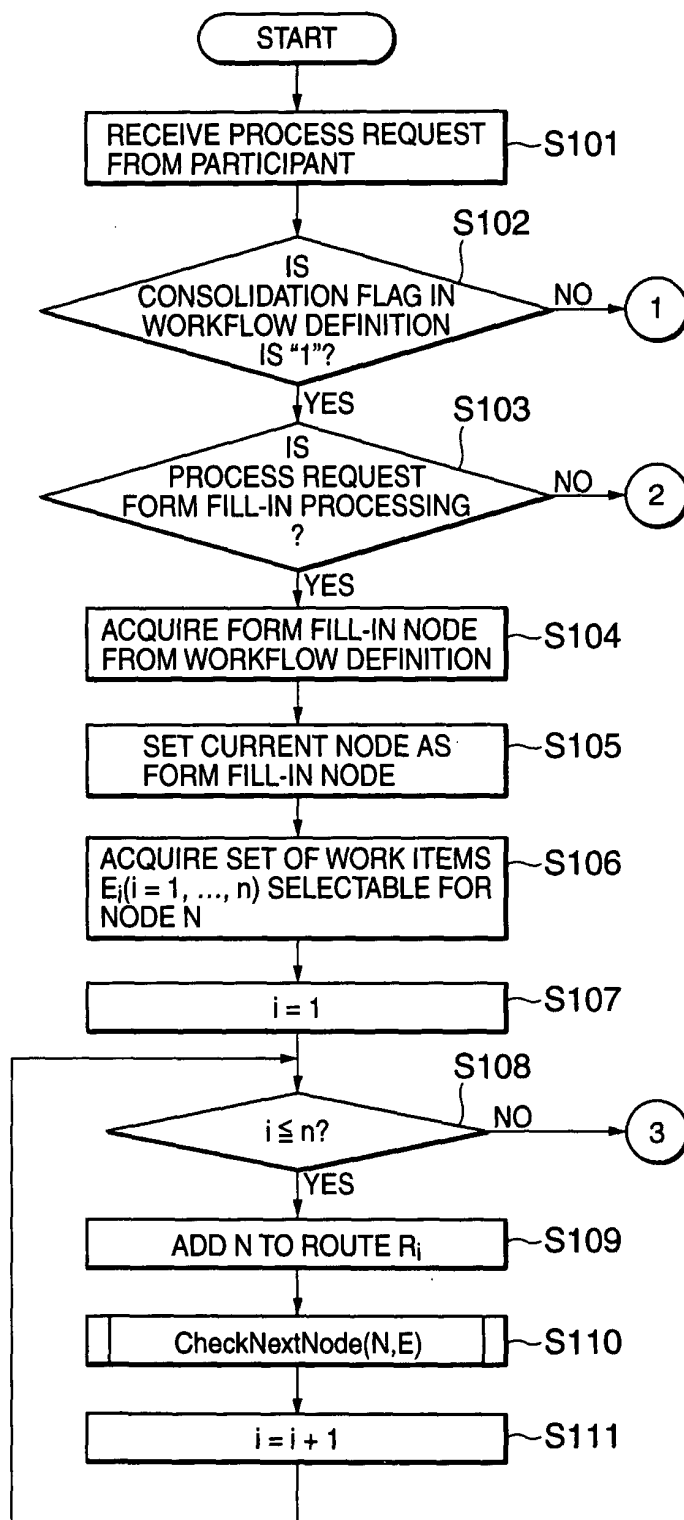 START
RECEIVE PROCESS REQUEST
FROM PARTICIPANT
S101
S102
IS
CONSOLIDATION FLAG IN
WORKFLOW DEFINITION
IS “1”?
NO
1
YES
S103
IS
PROCESS REQUEST
FORM FILL-IN PROCESSING
?
NO
2
YES
ACQUIRE FORM FILL-IN NODE
FROM WORKFLOW DEFINITION
S104
SET CURRENT NODE AS
FORM FILL-IN NODE
S105
ACQUIRE SET OF WORK ITEMS
Ei(i = 1, ..., n) SELECTABLE FOR
NODE N
S106
i = 1
S107
S108
i ≦ n?
NO
3
YES
ADD N TO ROUTE Ri
S109
CheckNextNode(N,E)
S110
i = i + 1
S111